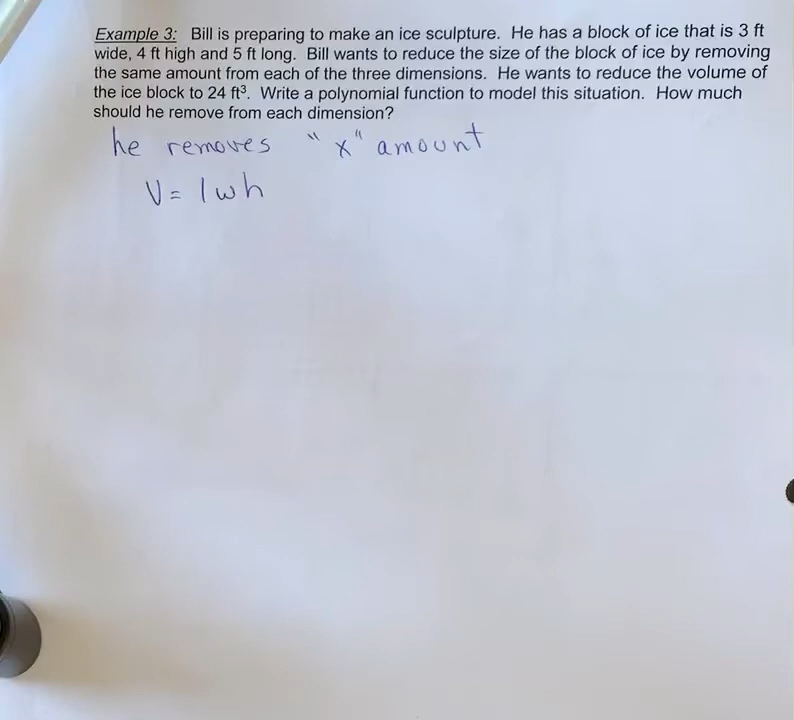 Example 3: Bill is preparing to make an ice sculpture. He has a block of ice that is 3 ft
wide, 4 ft high and 5 ft long. Bill wants to reduce the size of the block of ice by removing
the same amount from each of the three dimensions. He wants to reduce the volume of
the ice block to 24 ft³. Write a polynomial function to model this situation. How much
should he remove from each dimension?
he removes "x" amount
V = lwh